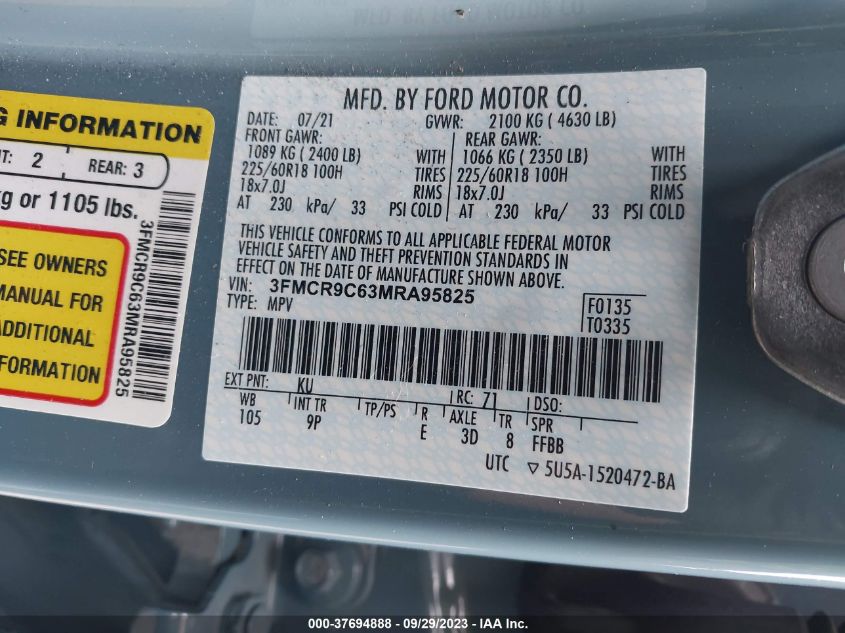 G INFORMATION
NT: 2 REAR: 3
kg or 1105 lbs.
SEE OWNERS
MANUAL FOR
ADDITIONAL
INFORMATION
3FMCR9C63MRA95825
MFD. BY FORD MOTOR CO.
DATE: 07/21 GVWR: 2100 KG ( 4630 LB)
FRONT GAWR: REAR GAWR:
1089 KG ( 2400 LB) WITH 1066 KG ( 2350 LB) WITH
225/60R18 100H TIRES 225/60R18 100H TIRES
18x7.0J RIMS 18x7.0J RIMS
AT 230 kPa/ 33 PSI COLD AT 230 kPa/ 33 PSI COLD
THIS VEHICLE CONFORMS TO ALL APPLICABLE FEDERAL MOTOR
VEHICLE SAFETY AND THEFT PREVENTION STANDARDS IN
EFFECT ON THE DATE OF MANUFACTURE SHOWN ABOVE.
VIN: 3FMCR9C63MRA95825
TYPE: MPV
F0135
T0335
EXT PNT: KU RC: 71 DSO:
WB INT TR TP/PS R AXLE TR SPR
105 9P E 3D 8 FFBB
UTC ▽ 5U5A-1520472-BA
000-37694888 - 09/29/2023 - IAA Inc.